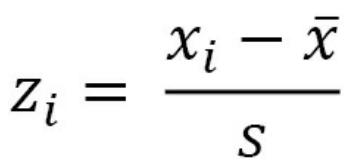 zᵢ = (xᵢ − x̄) / s